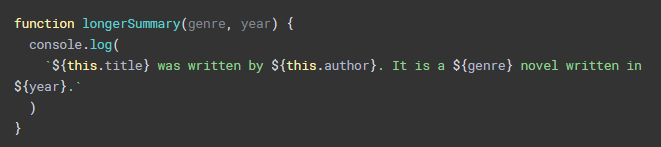 function longerSummary(genre, year) {
  console.log(
    `${this.title} was written by ${this.author}. It is a ${genre} novel written in
${year}.`
  )
}